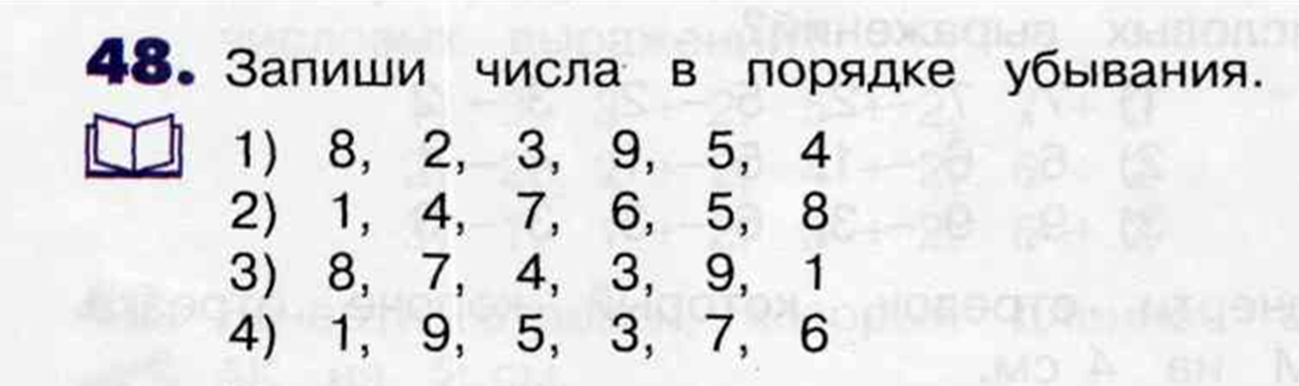 48. Запиши числа в порядке убывания.
1) 8, 2, 3, 9, 5, 4
2) 1, 4, 7, 6, 5, 8
3) 8, 7, 4, 3, 9, 1
4) 1, 9, 5, 3, 7, 6